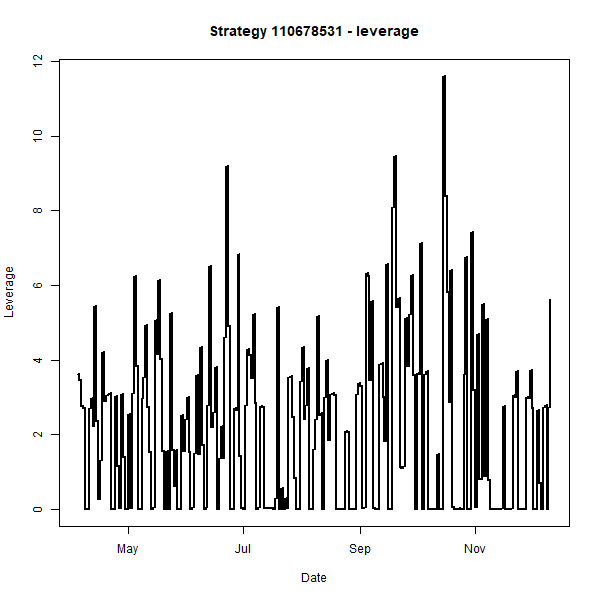 Strategy 110678531 - leverage
12
10
8
6
4
2
0
Leverage
May
Jul
Sep
Nov
Date